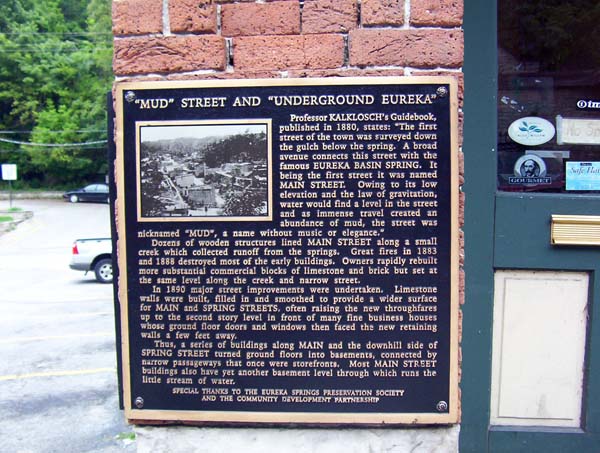 "MUD" STREET AND "UNDERGROUND EUREKA"
Professor KALKLOSCH's Guidebook,
published in 1880, states: "The first
street of the town was surveyed down
the gulch below the spring. A broad
avenue connects this street with the
famous EUREKA BASIN SPRING. It
being the first street it was named
MAIN STREET. Owing to its low
elevation and the law of gravitation,
water would find a level in the street
and as immense travel created an
abundance of mud, the street was
nicknamed "MUD", a name without music or elegance."
Dozens of wooden structures lined MAIN STREET along a small
creek which collected runoff from the springs. Great fires in 1883
and 1888 destroyed most of the early buildings. Owners rapidly rebuilt
more substantial commercial blocks of limestone and brick but set at
the same level along the creek and narrow street.
In 1890 major street improvements were undertaken. Limestone
walls were built, filled in and smoothed to provide a wider surface
for MAIN and SPRING STREETS, often raising the new throughfares
up to the second story level in front of many fine business houses
whose ground floor doors and windows then faced the new retaining
walls a few feet away.
Thus, a series of buildings along MAIN and the downhill side of
SPRING STREET turned ground floors into basements, connected by
narrow passageways that once were storefronts. Most MAIN STREET
buildings also have yet another basement level through which runs the
little stream of water.
SPECIAL THANKS TO THE EUREKA SPRINGS PRESERVATION SOCIETY
AND THE COMMUNITY DEVELOPMENT PARTNERSHIP
GOURMET